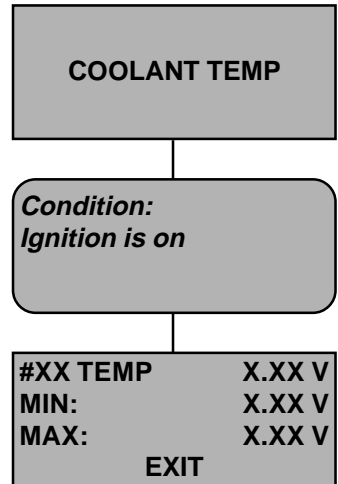 COOLANT TEMP
Condition:
Ignition is on
#XX TEMP X.XX V
MIN: X.XX V
MAX: X.XX V
EXIT